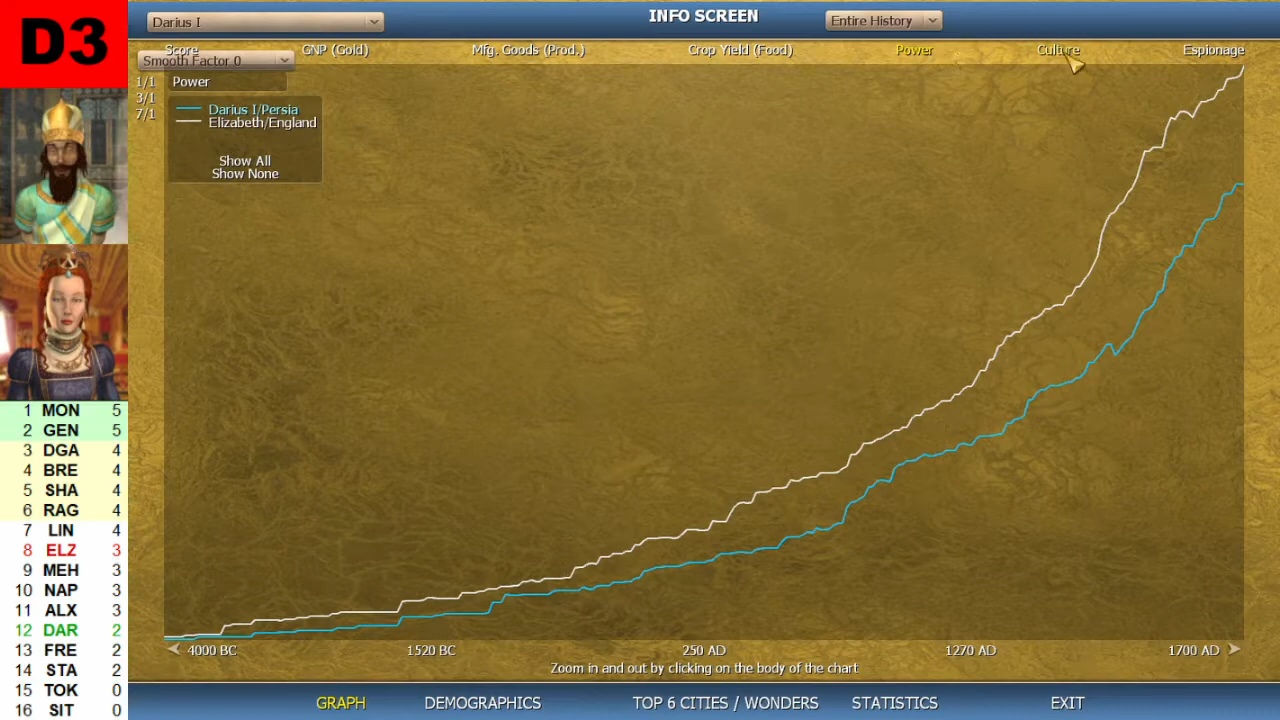 D3
Darius I
INFO SCREEN
Entire History
Score GNP (Gold) Mfg. Goods (Prod.) Crop Yield (Food) Power Culture Espionage
Smooth Factor 0
1/1
3/1
7/1
Power
Darius I/Persia
Elizabeth/England
Show All
Show None
1 MON 5
2 GEN 5
3 DGA 4
4 BRE 4
5 SHA 4
6 RAG 4
7 LIN 4
8 ELZ 3
9 MEH 3
10 NAP 3
11 ALX 3
12 DAR 2
13 FRE 2
14 STA 2
15 TOK 0
16 SIT 0
4000 BC 1520 BC 250 AD 1270 AD 1700 AD
Zoom in and out by clicking on the body of the chart
GRAPH DEMOGRAPHICS TOP 6 CITIES / WONDERS STATISTICS EXIT